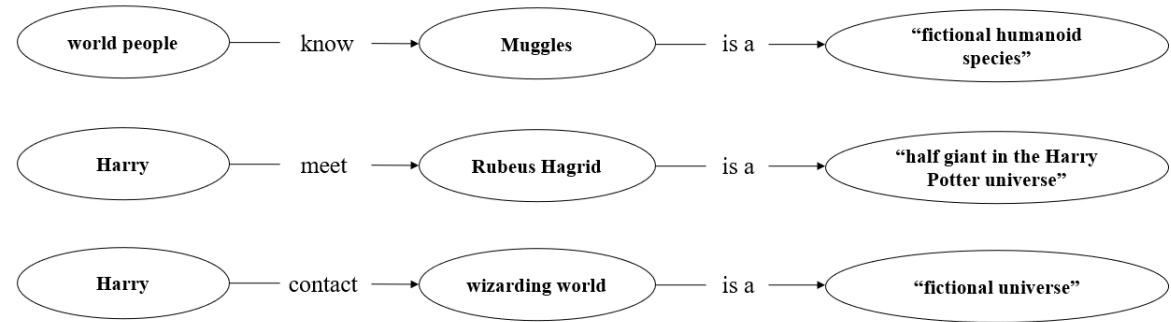 world people know Muggles is a “fictional humanoid
species”
Harry meet Rubeus Hagrid is a “half giant in the Harry
Potter universe”
Harry contact wizarding world is a “fictional universe”